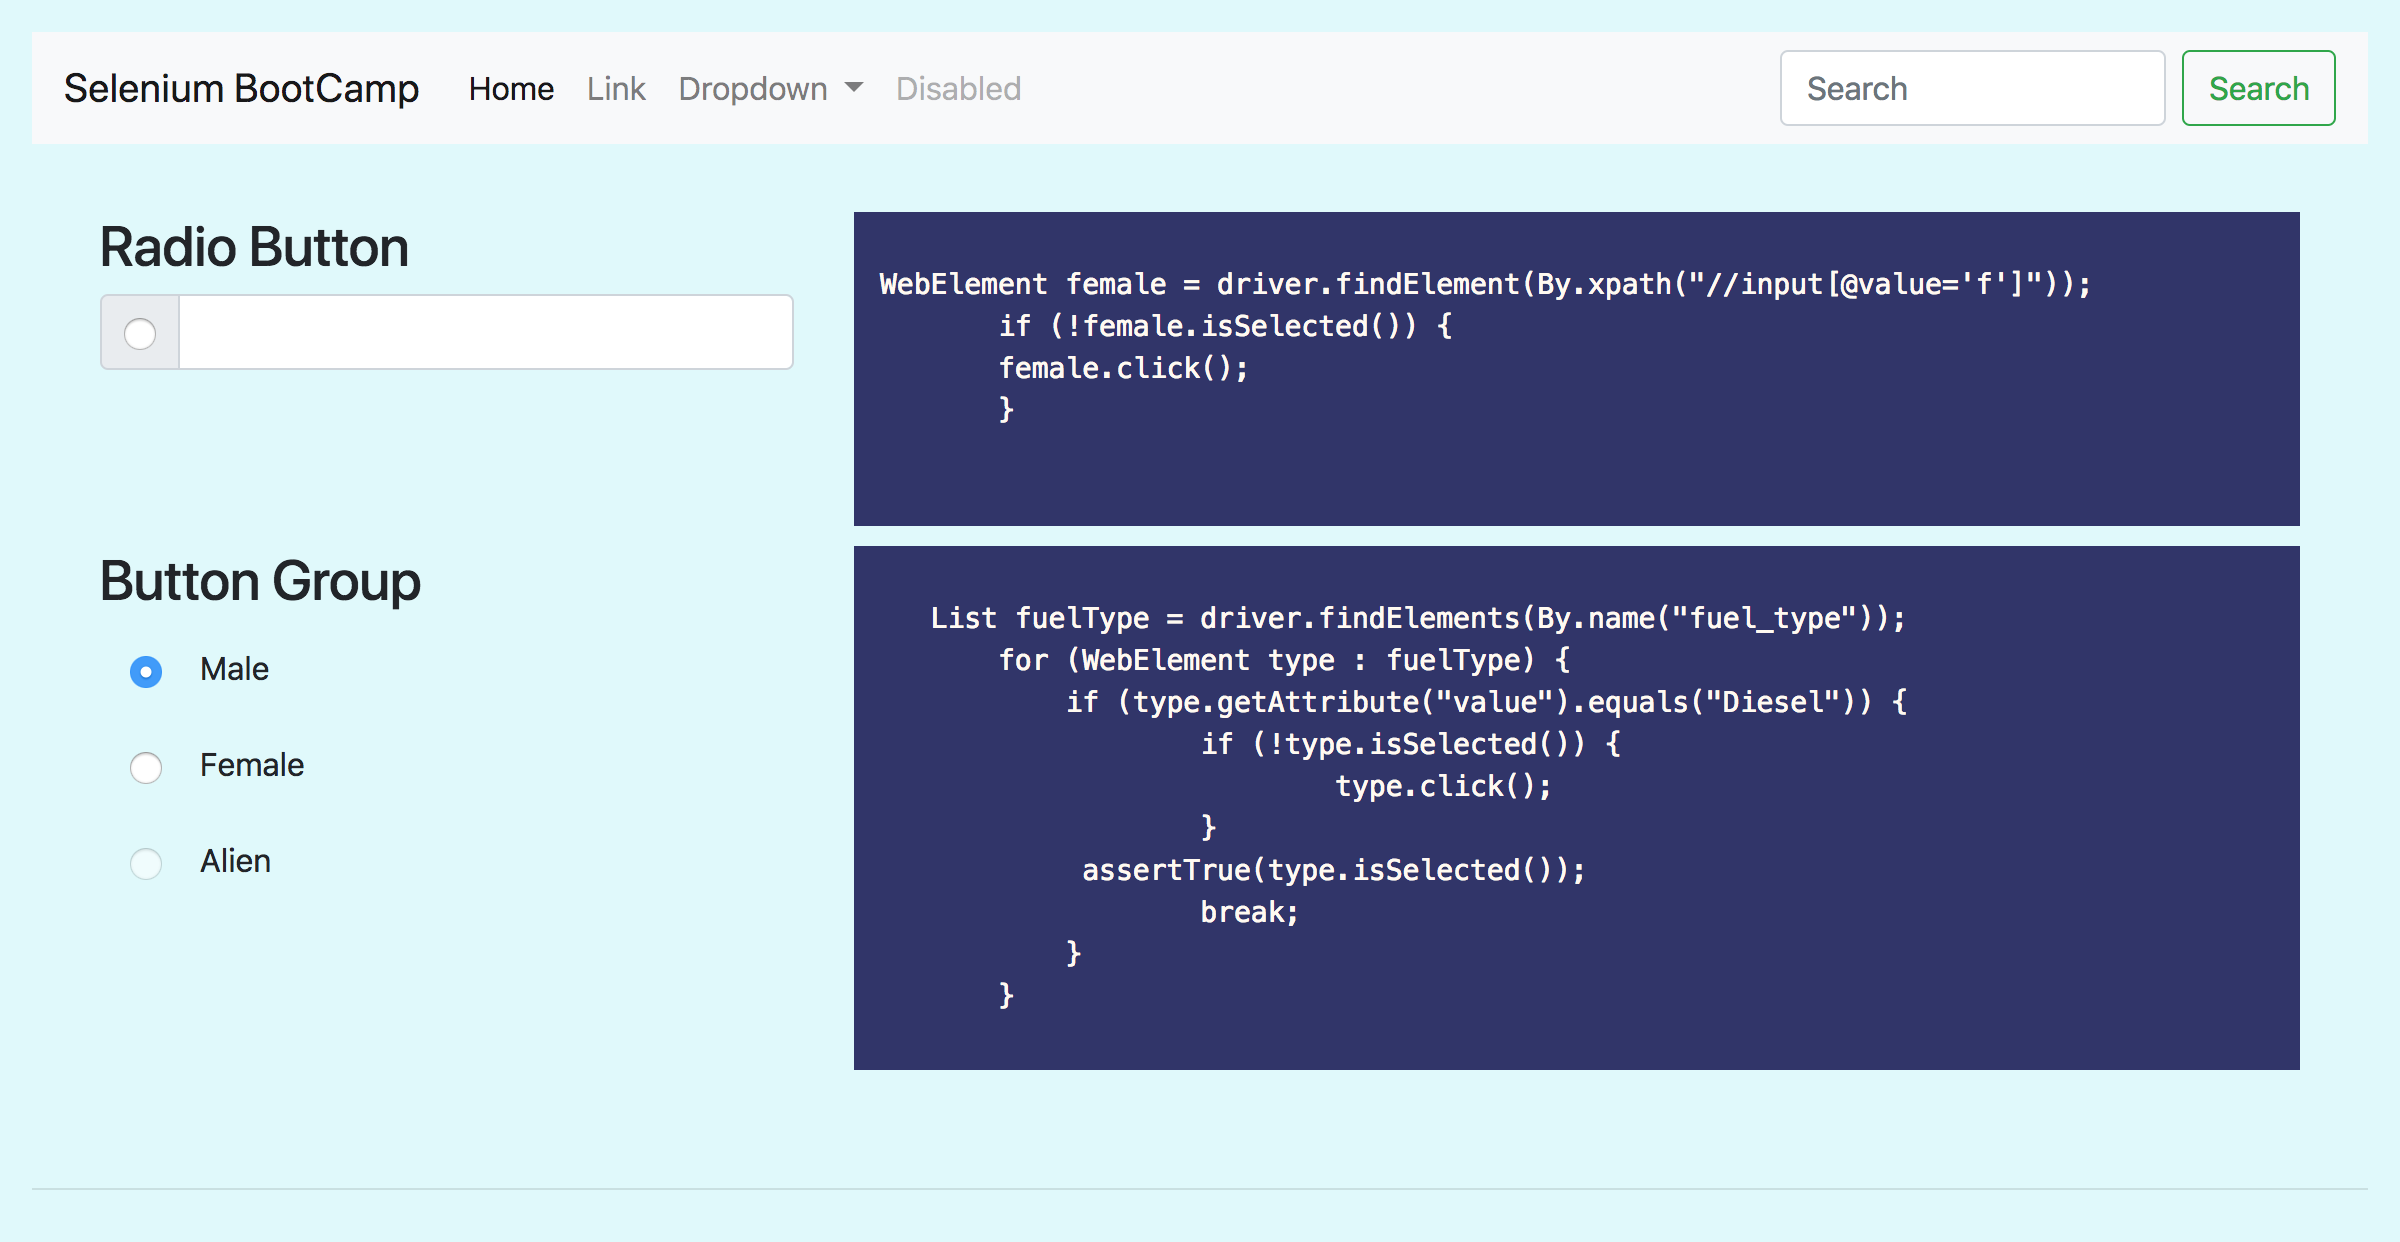 Selenium BootCamp Home Link Dropdown Disabled Search Search
Radio Button
WebElement female = driver.findElement(By.xpath("//input[@value='f']"));
if (!female.isSelected()) {
female.click();
}
Button Group
Male
Female
Alien
List fuelType = driver.findElements(By.name("fuel_type"));
for (WebElement type : fuelType) {
if (type.getAttribute("value").equals("Diesel")) {
if (!type.isSelected()) {
type.click();
}
assertTrue(type.isSelected());
break;
}
}